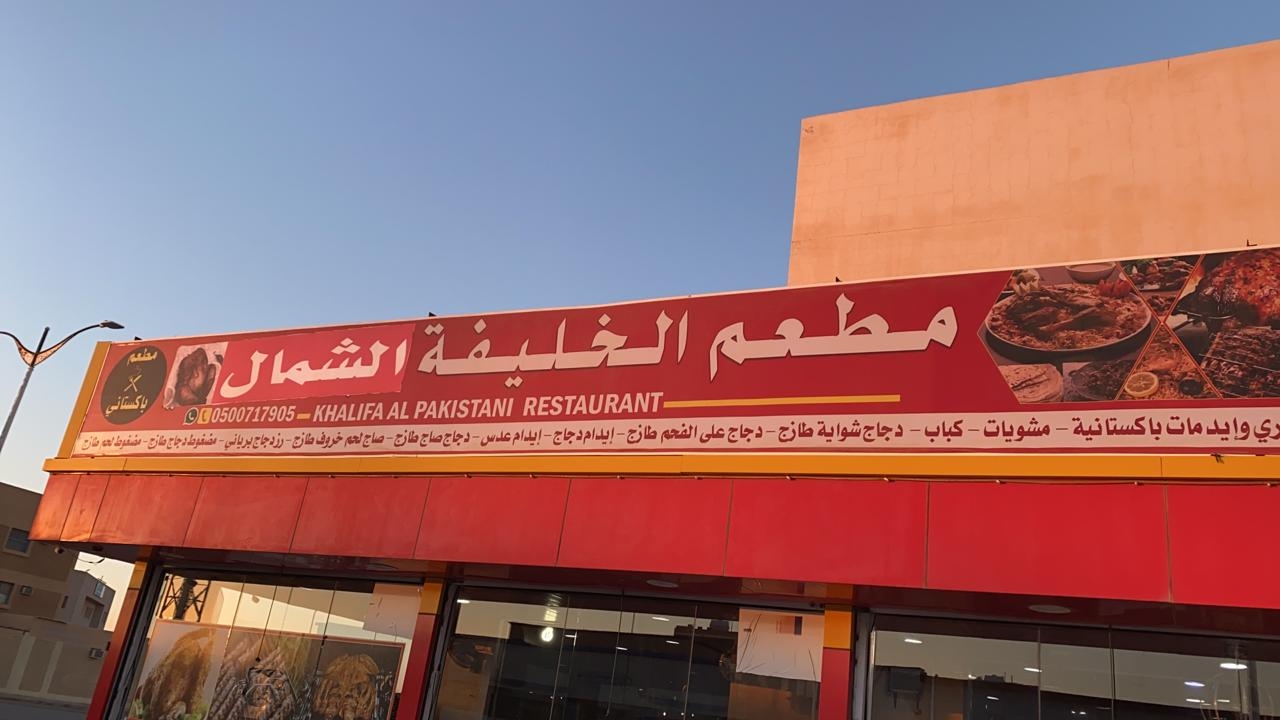 مطعم الخليفة الشمال
مطعم
باكستاني
0500717905 – KHALIFA AL PAKISTANI RESTAURANT
وإيدمات باكستانية – مشويات – كباب – دجاج شواية طازج – دجاج على الفحم طازج – إيدام دجاج – إيدام عدس – دجاج صاج طازج – صاج لحم خروف طازج – رز دجاج برياني – مضغوط دجاج طازج – مضغوط لحم طازج